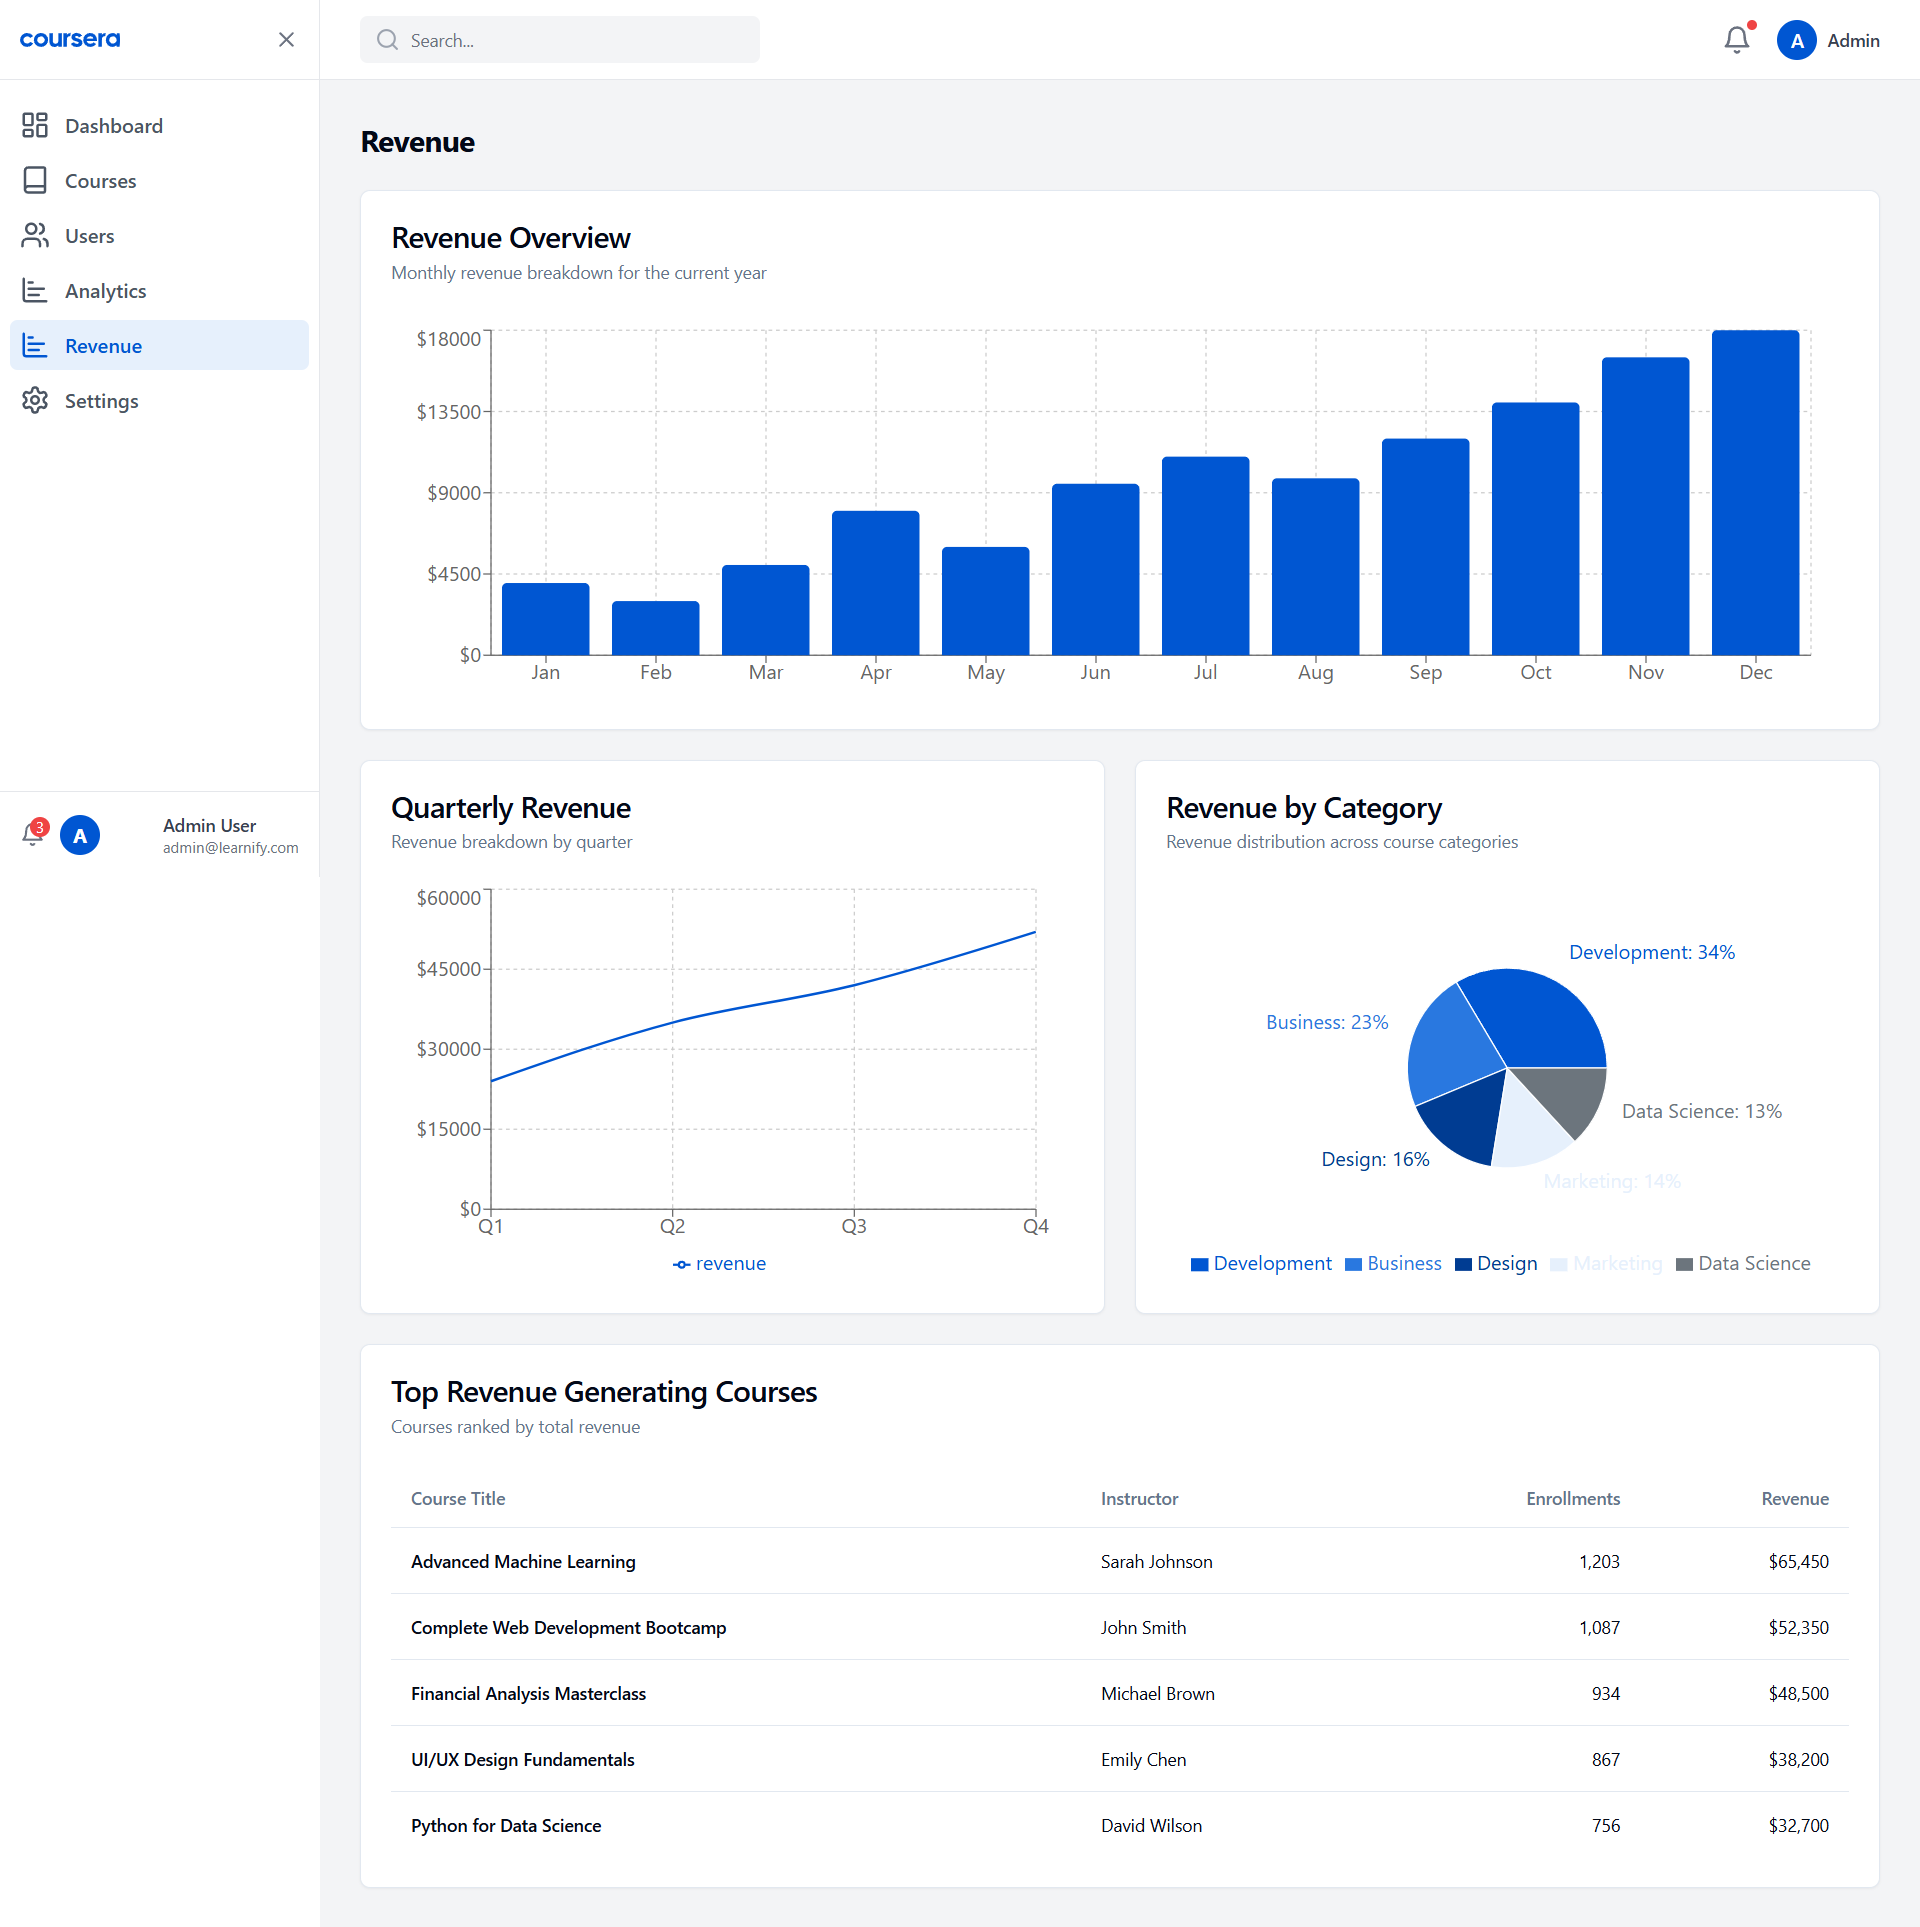 coursera
Search...
A
Admin
Dashboard
Courses
Users
Analytics
Revenue
Settings
3
A
Admin User
admin@learnify.com
Revenue
Revenue Overview
Monthly revenue breakdown for the current year
$18000
$13500
$9000
$4500
$0
Jan Feb Mar Apr May Jun Jul Aug Sep Oct Nov Dec
Quarterly Revenue
Revenue breakdown by quarter
$60000
$45000
$30000
$15000
$0
Q1 Q2 Q3 Q4
revenue
Revenue by Category
Revenue distribution across course categories
Development: 34%
Business: 23%
Data Science: 13%
Design: 16%
Marketing: 14%
Development Business Design Marketing Data Science
Top Revenue Generating Courses
Courses ranked by total revenue
Course Title Instructor Enrollments Revenue
Advanced Machine Learning Sarah Johnson 1,203 $65,450
Complete Web Development Bootcamp John Smith 1,087 $52,350
Financial Analysis Masterclass Michael Brown 934 $48,500
UI/UX Design Fundamentals Emily Chen 867 $38,200
Python for Data Science David Wilson 756 $32,700